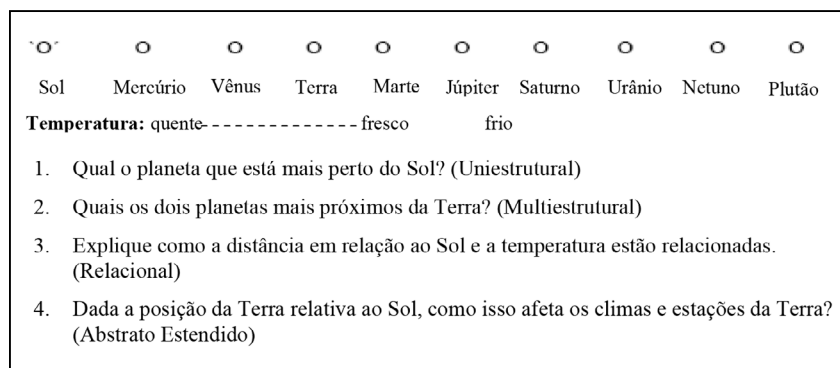 Sol Mercúrio Vênus Terra Marte Júpiter Saturno Urânio Netuno Plutão
Temperatura: quente- - - - - - - - - - - - - - - fresco frio
1. Qual o planeta que está mais perto do Sol? (Uniestrutural)
2. Quais os dois planetas mais próximos da Terra? (Multiestrutural)
3. Explique como a distância em relação ao Sol e a temperatura estão relacionadas.
(Relacional)
4. Dada a posição da Terra relativa ao Sol, como isso afeta os climas e estações da Terra?
(Abstrato Estendido)